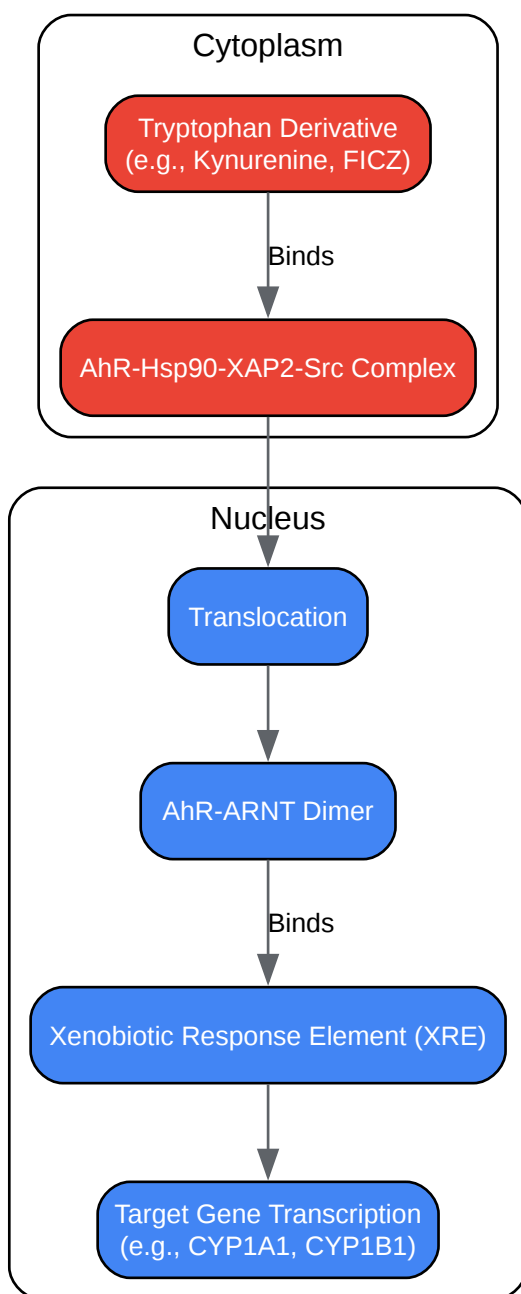 Cytoplasm
Tryptophan Derivative
(e.g., Kynurenine, FICZ)
Binds
AhR-Hsp90-XAP2-Src Complex
Nucleus
Translocation
AhR-ARNT Dimer
Binds
Xenobiotic Response Element (XRE)
Target Gene Transcription
(e.g., CYP1A1, CYP1B1)